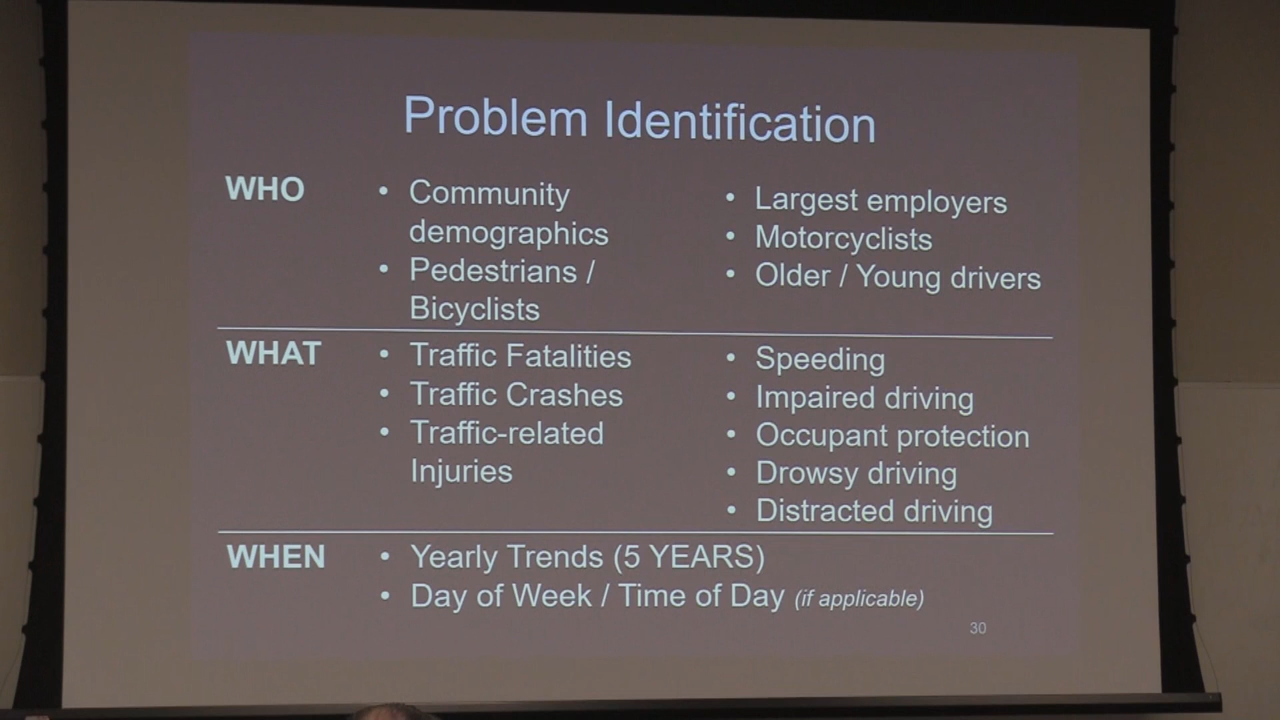 Problem Identification
WHO
• Community
demographics
• Pedestrians /
Bicyclists
• Largest employers
• Motorcyclists
• Older / Young drivers
WHAT
• Traffic Fatalities
• Traffic Crashes
• Traffic-related
Injuries
• Speeding
• Impaired driving
• Occupant protection
• Drowsy driving
• Distracted driving
WHEN
• Yearly Trends (5 YEARS)
• Day of Week / Time of Day (if applicable)
30